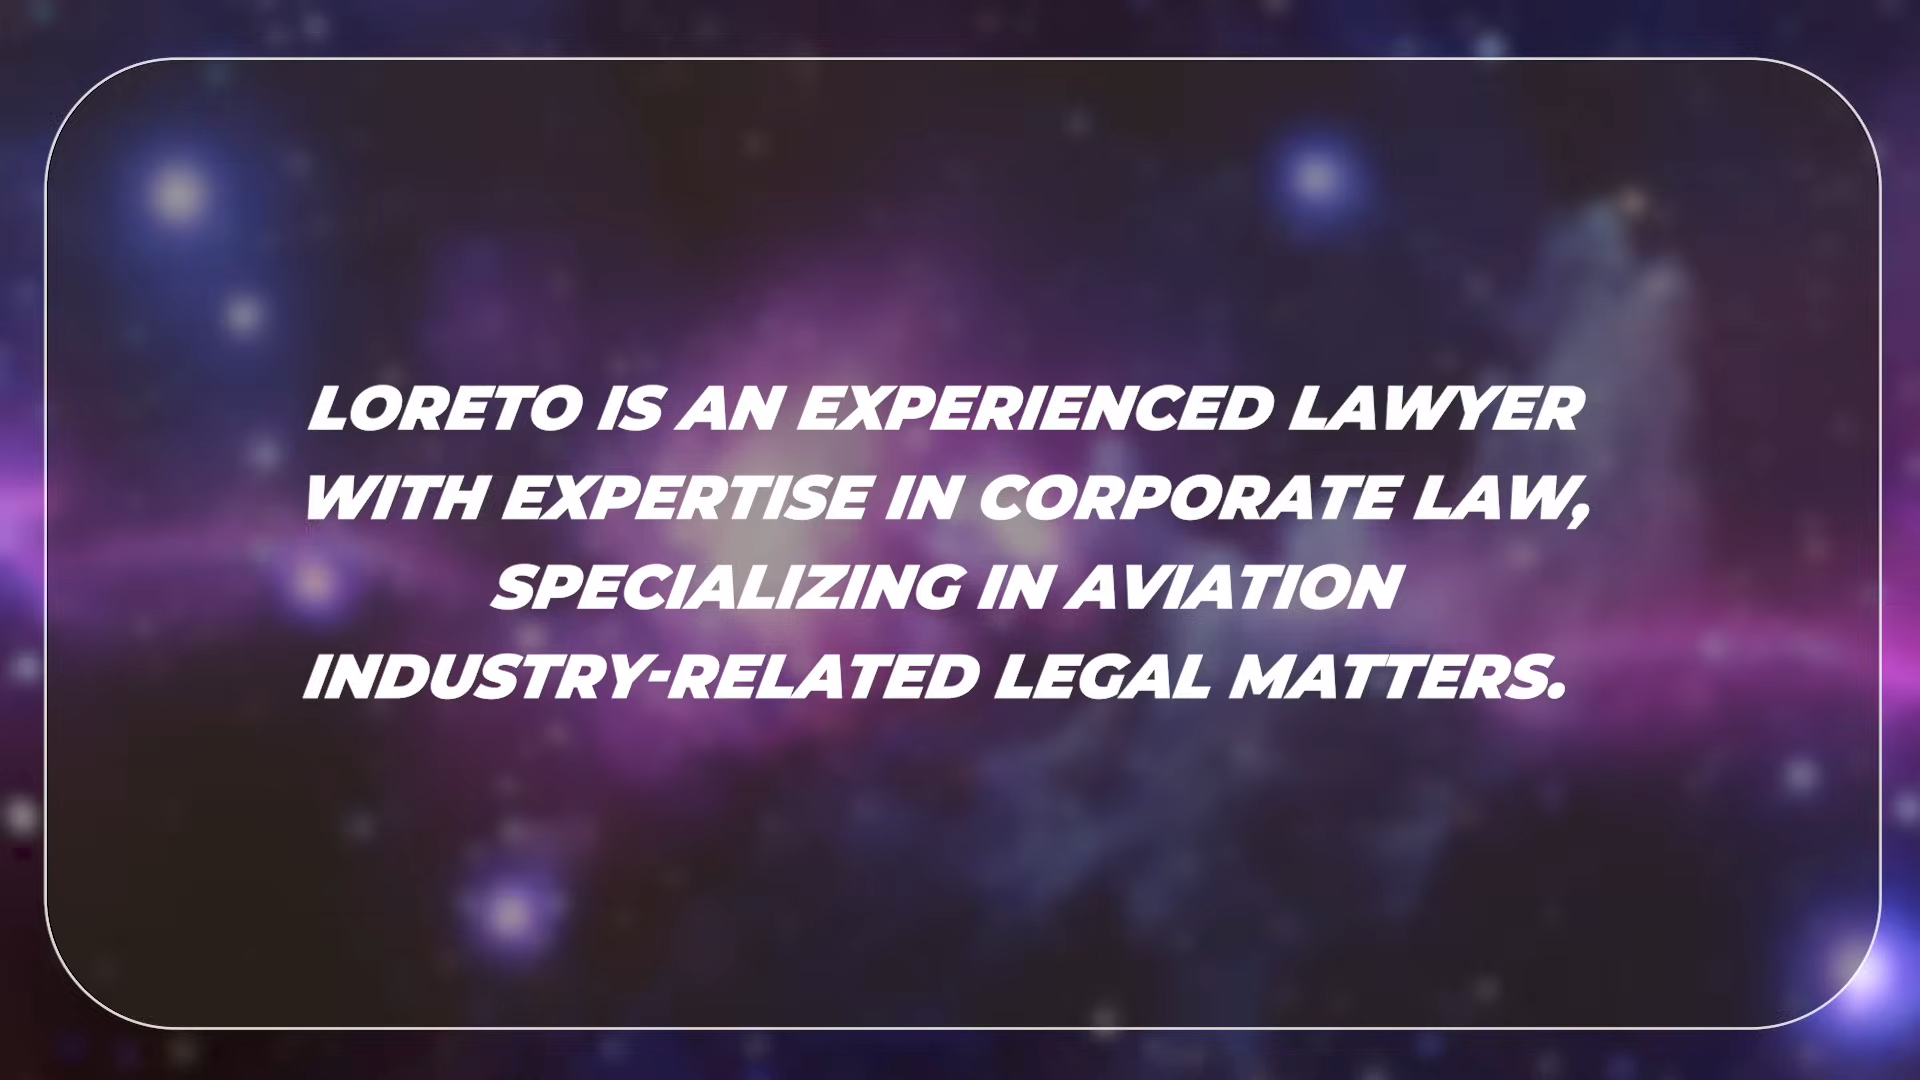 LORETO IS AN EXPERIENCED LAWYER
WITH EXPERTISE IN CORPORATE LAW,
SPECIALIZING IN AVIATION
INDUSTRY-RELATED LEGAL MATTERS.